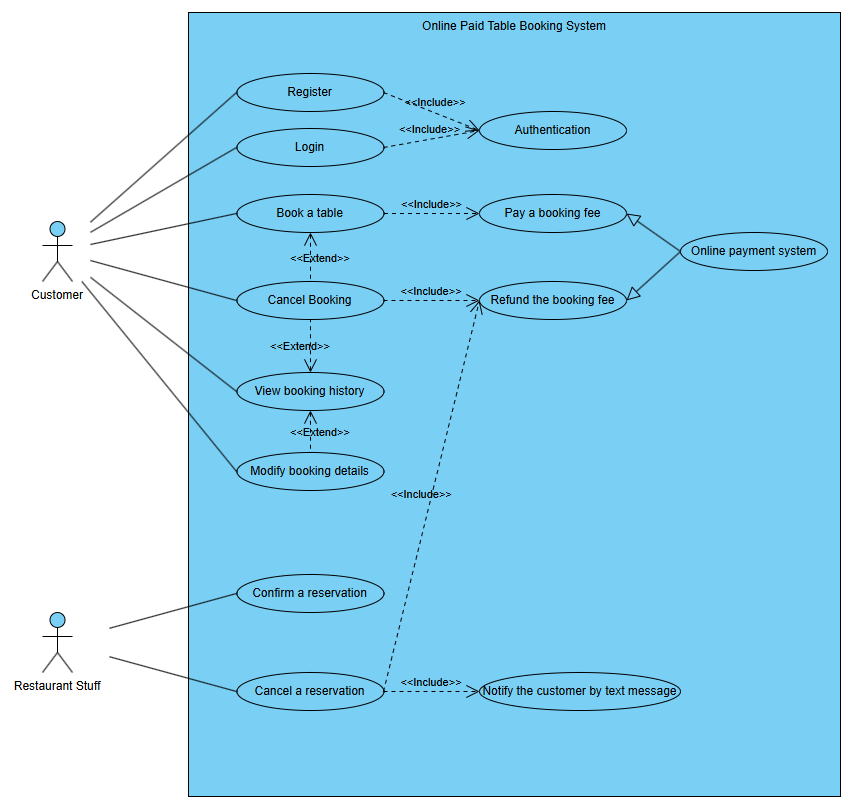 Online Paid Table Booking System
Register
<<Include>>
Login
<<Include>>
Authentication
Book a table
<<Include>>
Pay a booking fee
<<Extend>>
Online payment system
Customer
Cancel Booking
<<Include>>
Refund the booking fee
<<Extend>>
View booking history
<<Extend>>
Modify booking details
<<Include>>
Confirm a reservation
Restaurant Stuff
Cancel a reservation
<<Include>>
Notify the customer by text message